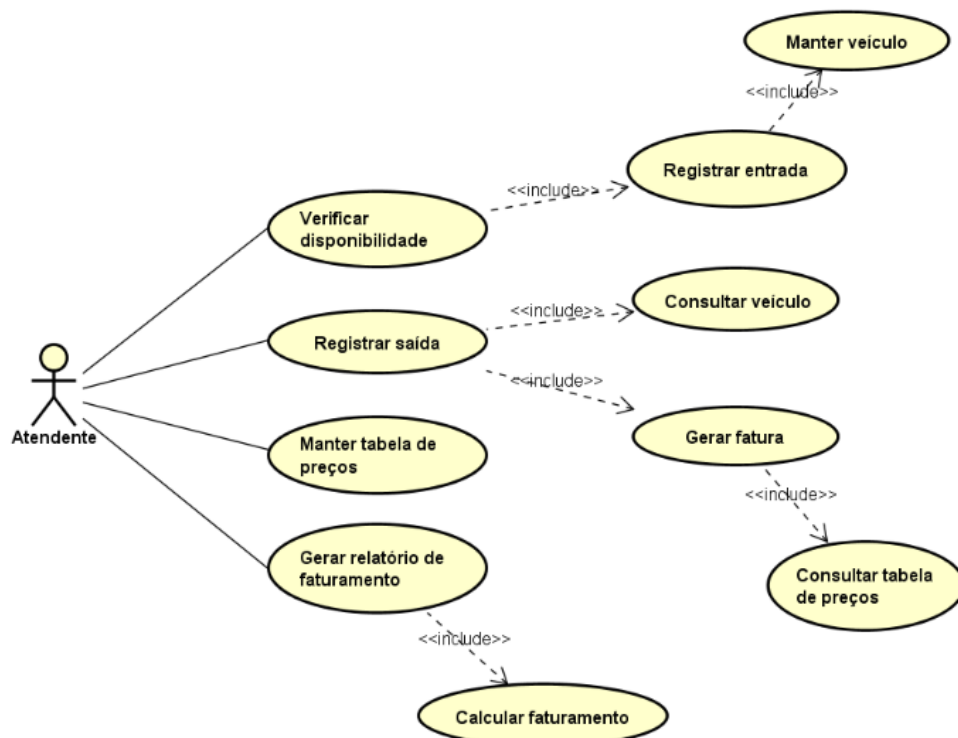 Manter veículo
<<include>>
Registrar entrada
<<include>>
Verificar
disponibilidade
Consultar veículo
<<include>>
Registrar saída
<<include>>
Atendente
Gerar fatura
Manter tabela de
preços
<<include>>
Gerar relatório de
faturamento
Consultar tabela
de preços
<<include>>
Calcular faturamento